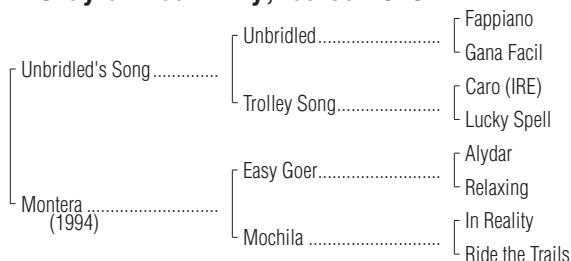 Unbridled............................... Fappiano
Gana Facil
Unbridled's Song ..............
Trolley Song.......................... Caro (IRE)
Lucky Spell
Easy Goer............................... Alydar
Relaxing
Montera ............................
(1994)
Mochila ................................. In Reality
Ride the Trails